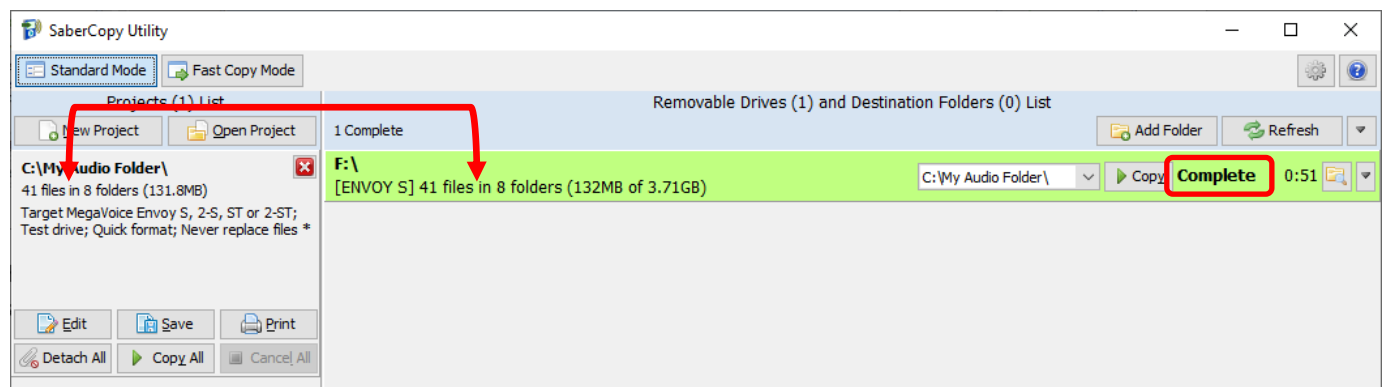 SaberCopy Utility
Standard Mode
Fast Copy Mode
Projects (1) List
Removable Drives (1) and Destination Folders (0) List
New Project
Open Project
1 Complete
Add Folder
Refresh
C:\My Audio Folder\
41 files in 8 folders (131.8MB)
Target MegaVoice Envoy S, 2-S, ST or 2-ST;
Test drive; Quick format; Never replace files *
F:\
[ENVOY S] 41 files in 8 folders (132MB of 3.71GB)
C:\My Audio Folder\
Copy
Complete
0:51
Edit
Save
Print
Detach All
Copy All
Cancel All